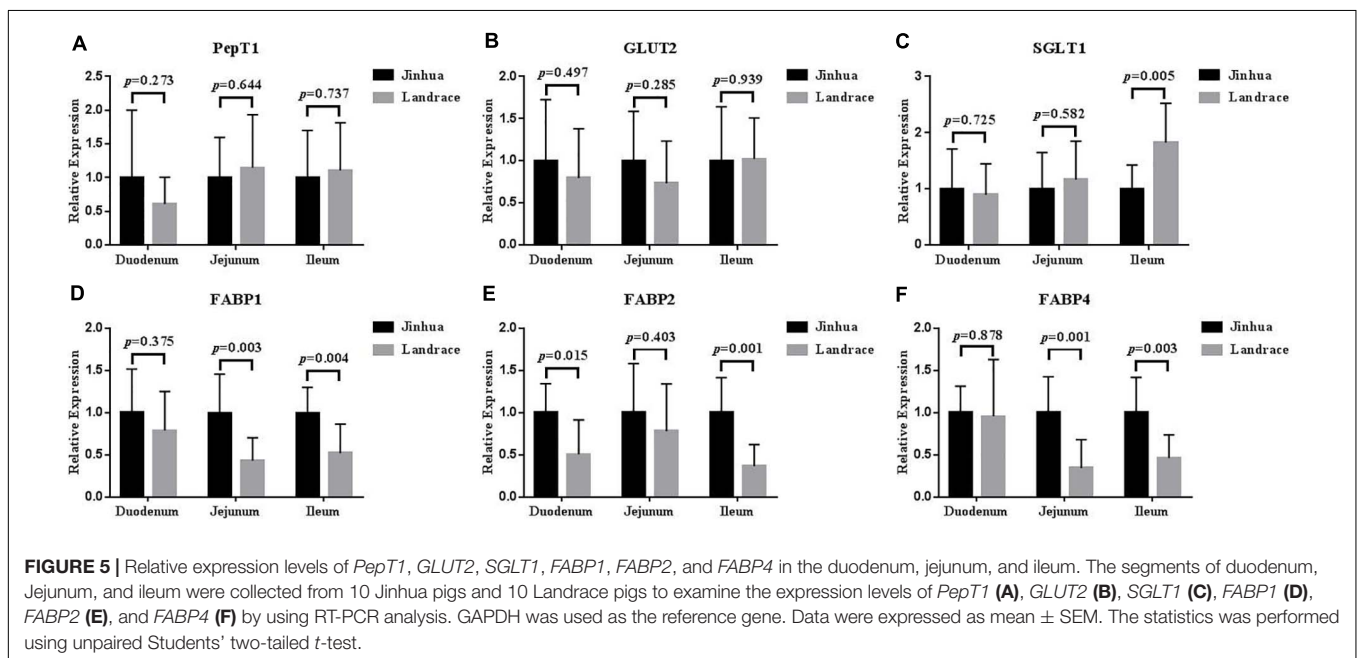 A
PepT1
2.5
2.0
1.5
1.0
0.5
0.0
Relative Expression
p=0.273
p=0.644
p=0.737
Duodenum Jejunum Ileum
Jinhua
Landrace
B
GLUT2
2.0
1.5
1.0
0.5
0.0
Relative Expression
p=0.497
p=0.285
p=0.939
Duodenum Jejunum Ileum
Jinhua
Landrace
C
SGLT1
3
2
1
0
Relative Expression
p=0.725
p=0.582
p=0.005
Duodenum Jejunum Ileum
Jinhua
Landrace
D
FABP1
2.0
1.5
1.0
0.5
0.0
Relative Expression
p=0.375
p=0.003
p=0.004
Duodenum Jejunum Ileum
Jinhua
Landrace
E
FABP2
2.0
1.5
1.0
0.5
0.0
Relative Expression
p=0.015
p=0.403
p=0.001
Duodenum Jejunum Ileum
Jinhua
Landrace
F
FABP4
2.0
1.5
1.0
0.5
0.0
Relative Expression
p=0.878
p=0.001
p=0.003
Duodenum Jejunum Ileum
Jinhua
Landrace
FIGURE 5 | Relative expression levels of PepT1, GLUT2, SGLT1, FABP1, FABP2, and FABP4 in the duodenum, jejunum, and ileum. The segments of duodenum,
Jejunum, and ileum were collected from 10 Jinhua pigs and 10 Landrace pigs to examine the expression levels of PepT1 (A), GLUT2 (B), SGLT1 (C), FABP1 (D),
FABP2 (E), and FABP4 (F) by using RT-PCR analysis. GAPDH was used as the reference gene. Data were expressed as mean ± SEM. The statistics was performed
using unpaired Students’ two-tailed t-test.